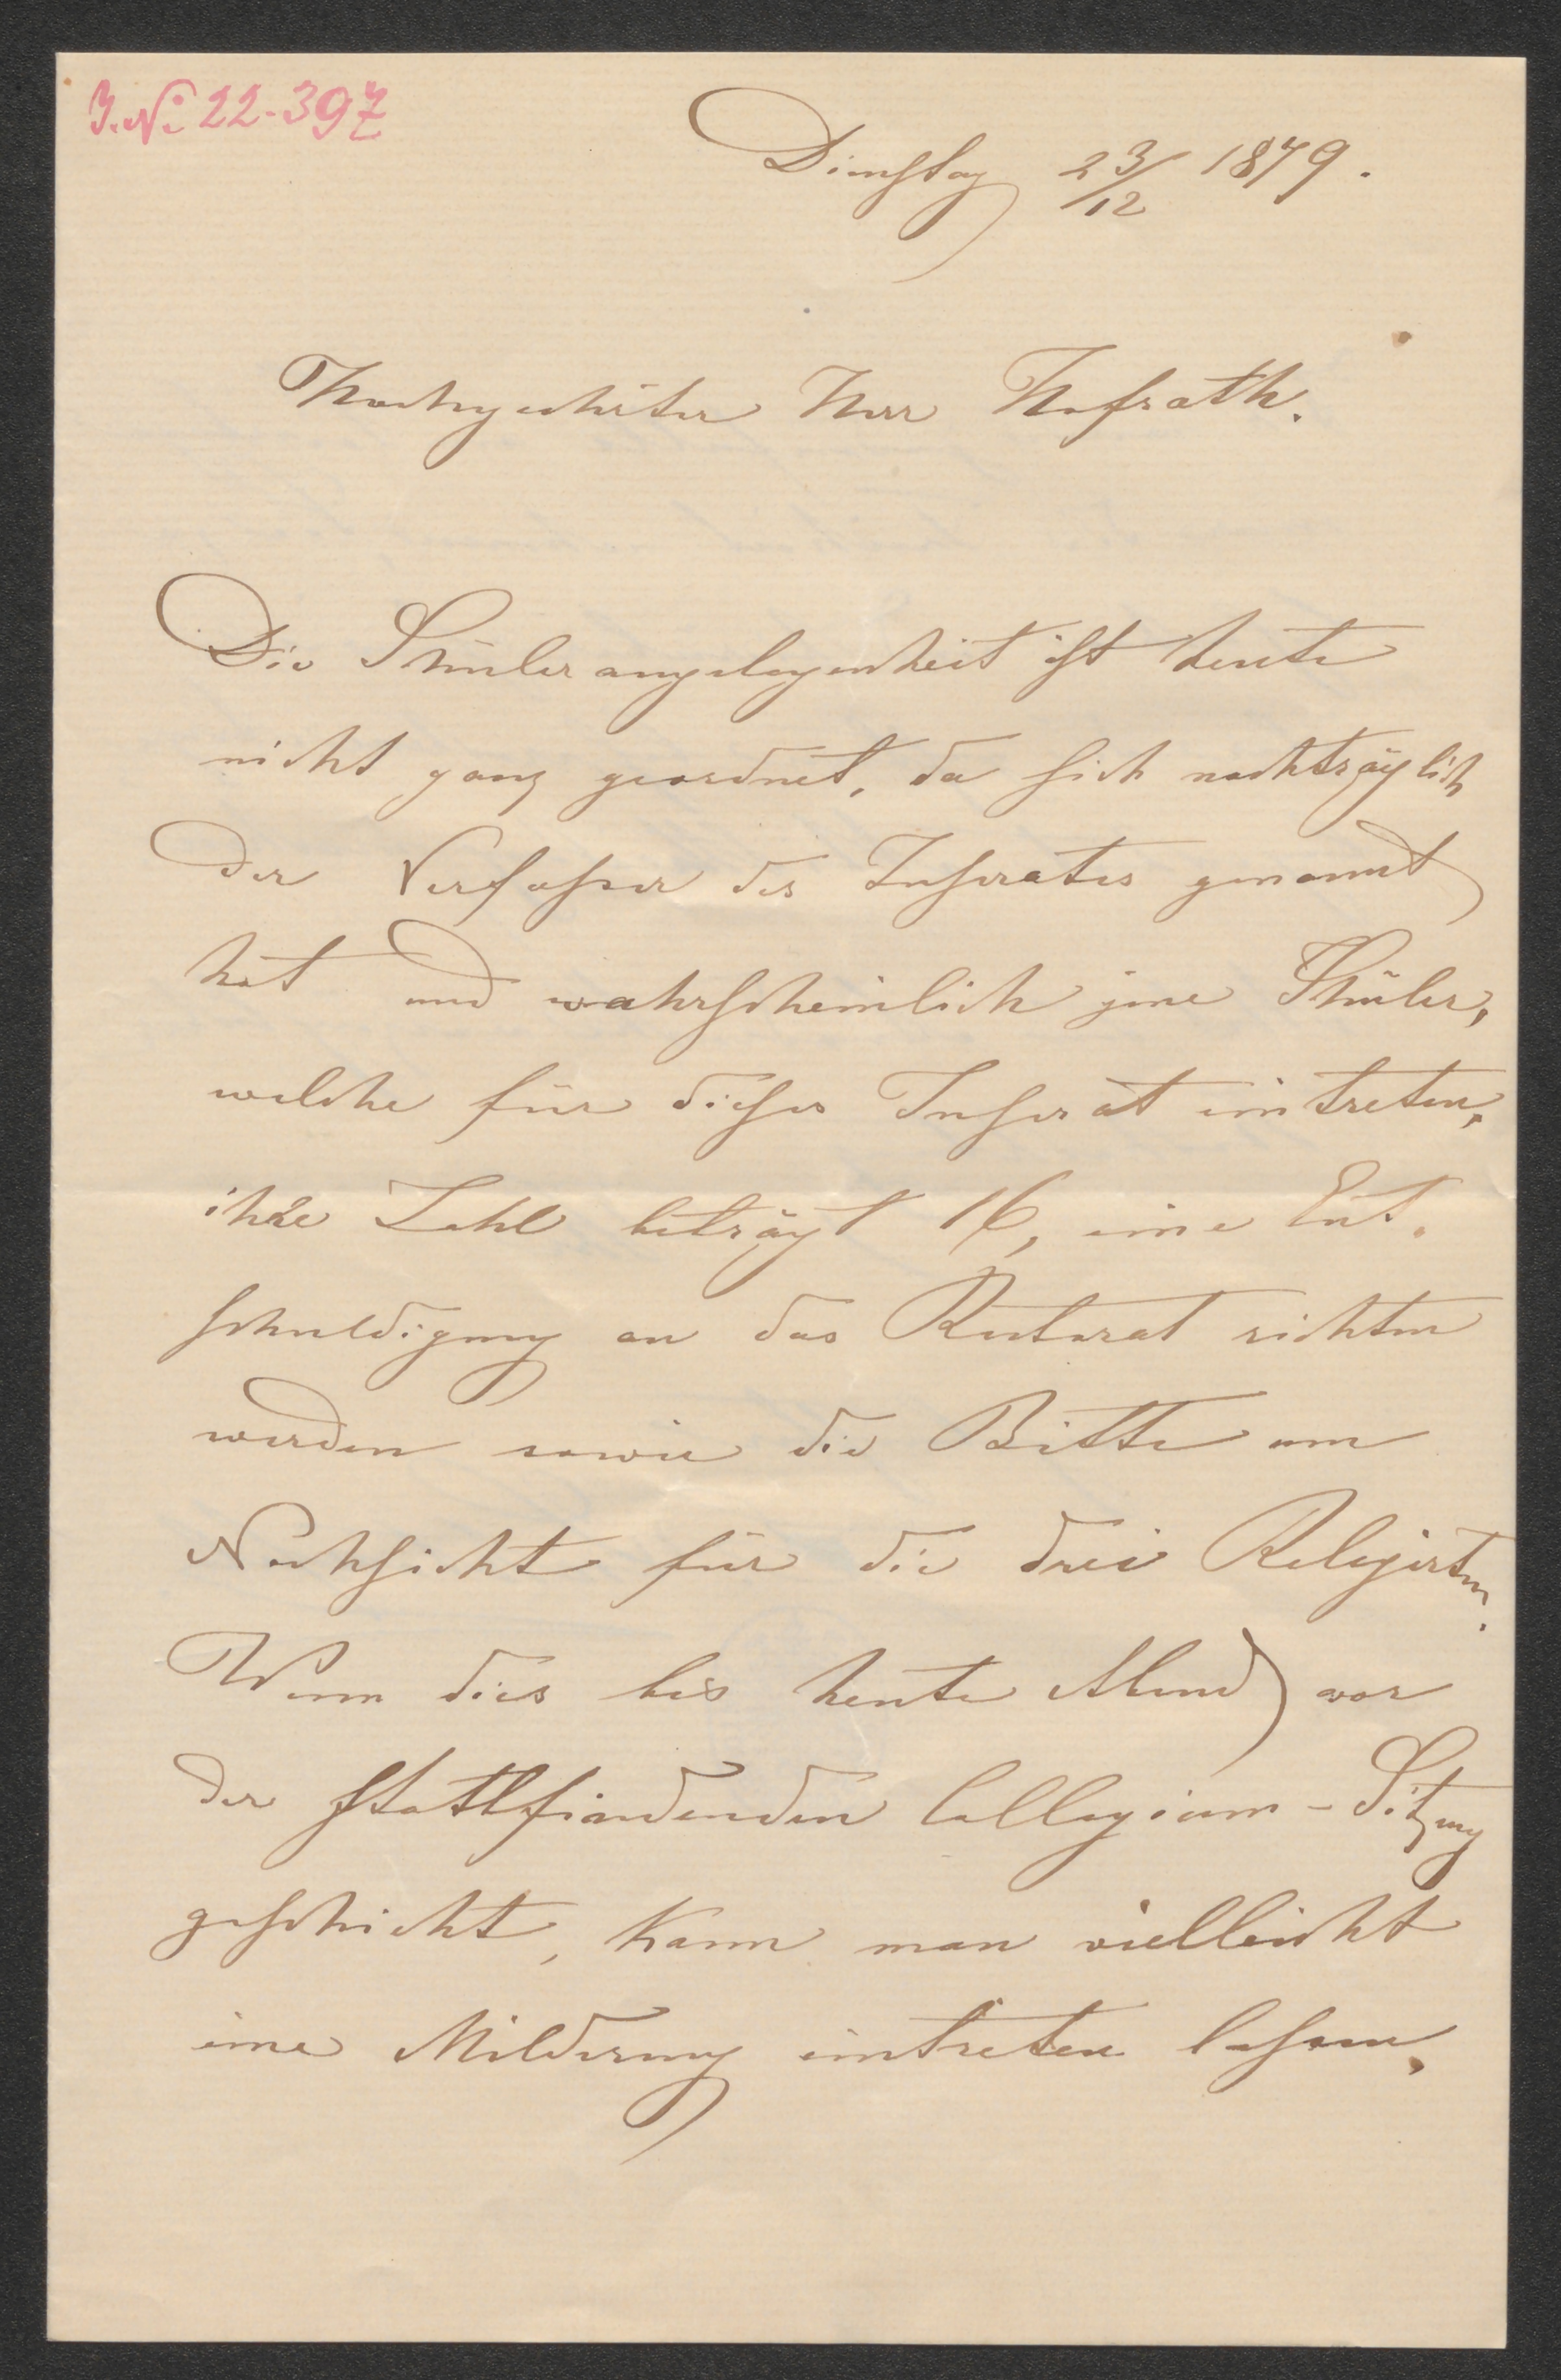 J.N: 22.397
Dienstag 23/12 1879.
Hochgeehrter Herr Hofrath.
Die Schülerangelegenheit ist heute
nicht ganz geordnet, da sich nachträglich
der Verfasser des Inserates genannt
hat und wahrscheinlich jene Schüler,
welche für dieses Inserat eintreten,
ihre Zahl beträgt 16, eine Ent-
schuldigung an das Rectorat richten
werden sowie die Bitte um
Nachsicht für die drei Relegirten.
Wenn dies bis heute Abend vor
der stattfindenden Collegium-Sitzung
geschieht, kann man vielleicht
eine Milderung eintreten lassen.